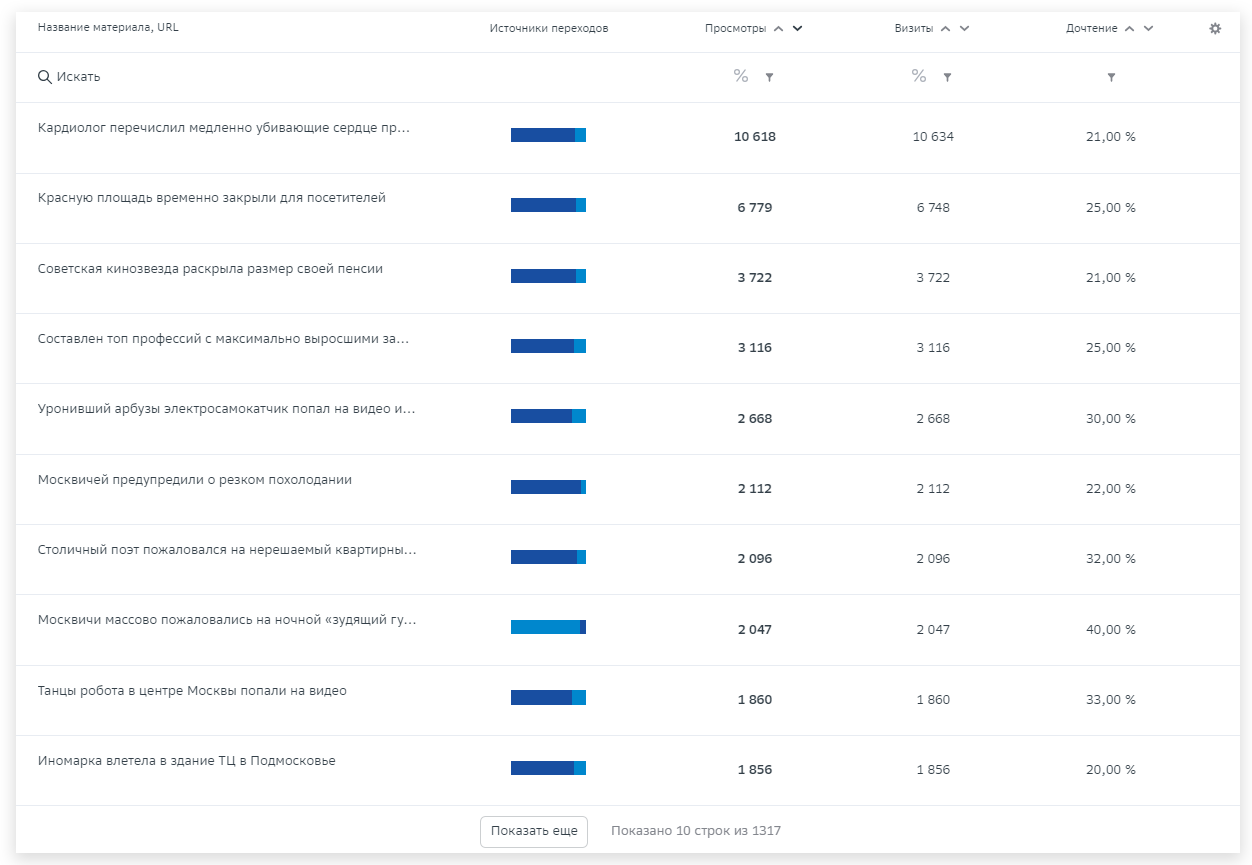 Название материала, URL Источники переходов Просмотры Визиты Дочтение
Искать % %
Кардиолог перечислил медленно убивающие сердце пр... 10 618 10 634 21,00 %
Красную площадь временно закрыли для посетителей 6 779 6 748 25,00 %
Советская кинозвезда раскрыла размер своей пенсии 3 722 3 722 21,00 %
Составлен топ профессий с максимально выросшими за... 3 116 3 116 25,00 %
Уронивший арбузы электросамокатчик попал на видео и... 2 668 2 668 30,00 %
Москвичей предупредили о резком похолодании 2 112 2 112 22,00 %
Столичный поэт пожаловался на нерешаемый квартирны... 2 096 2 096 32,00 %
Москвичи массово пожаловались на ночной «зудящий гу... 2 047 2 047 40,00 %
Танцы робота в центре Москвы попали на видео 1 860 1 860 33,00 %
Иномарка влетела в здание ТЦ в Подмосковье 1 856 1 856 20,00 %
Показать еще Показано 10 строк из 1317